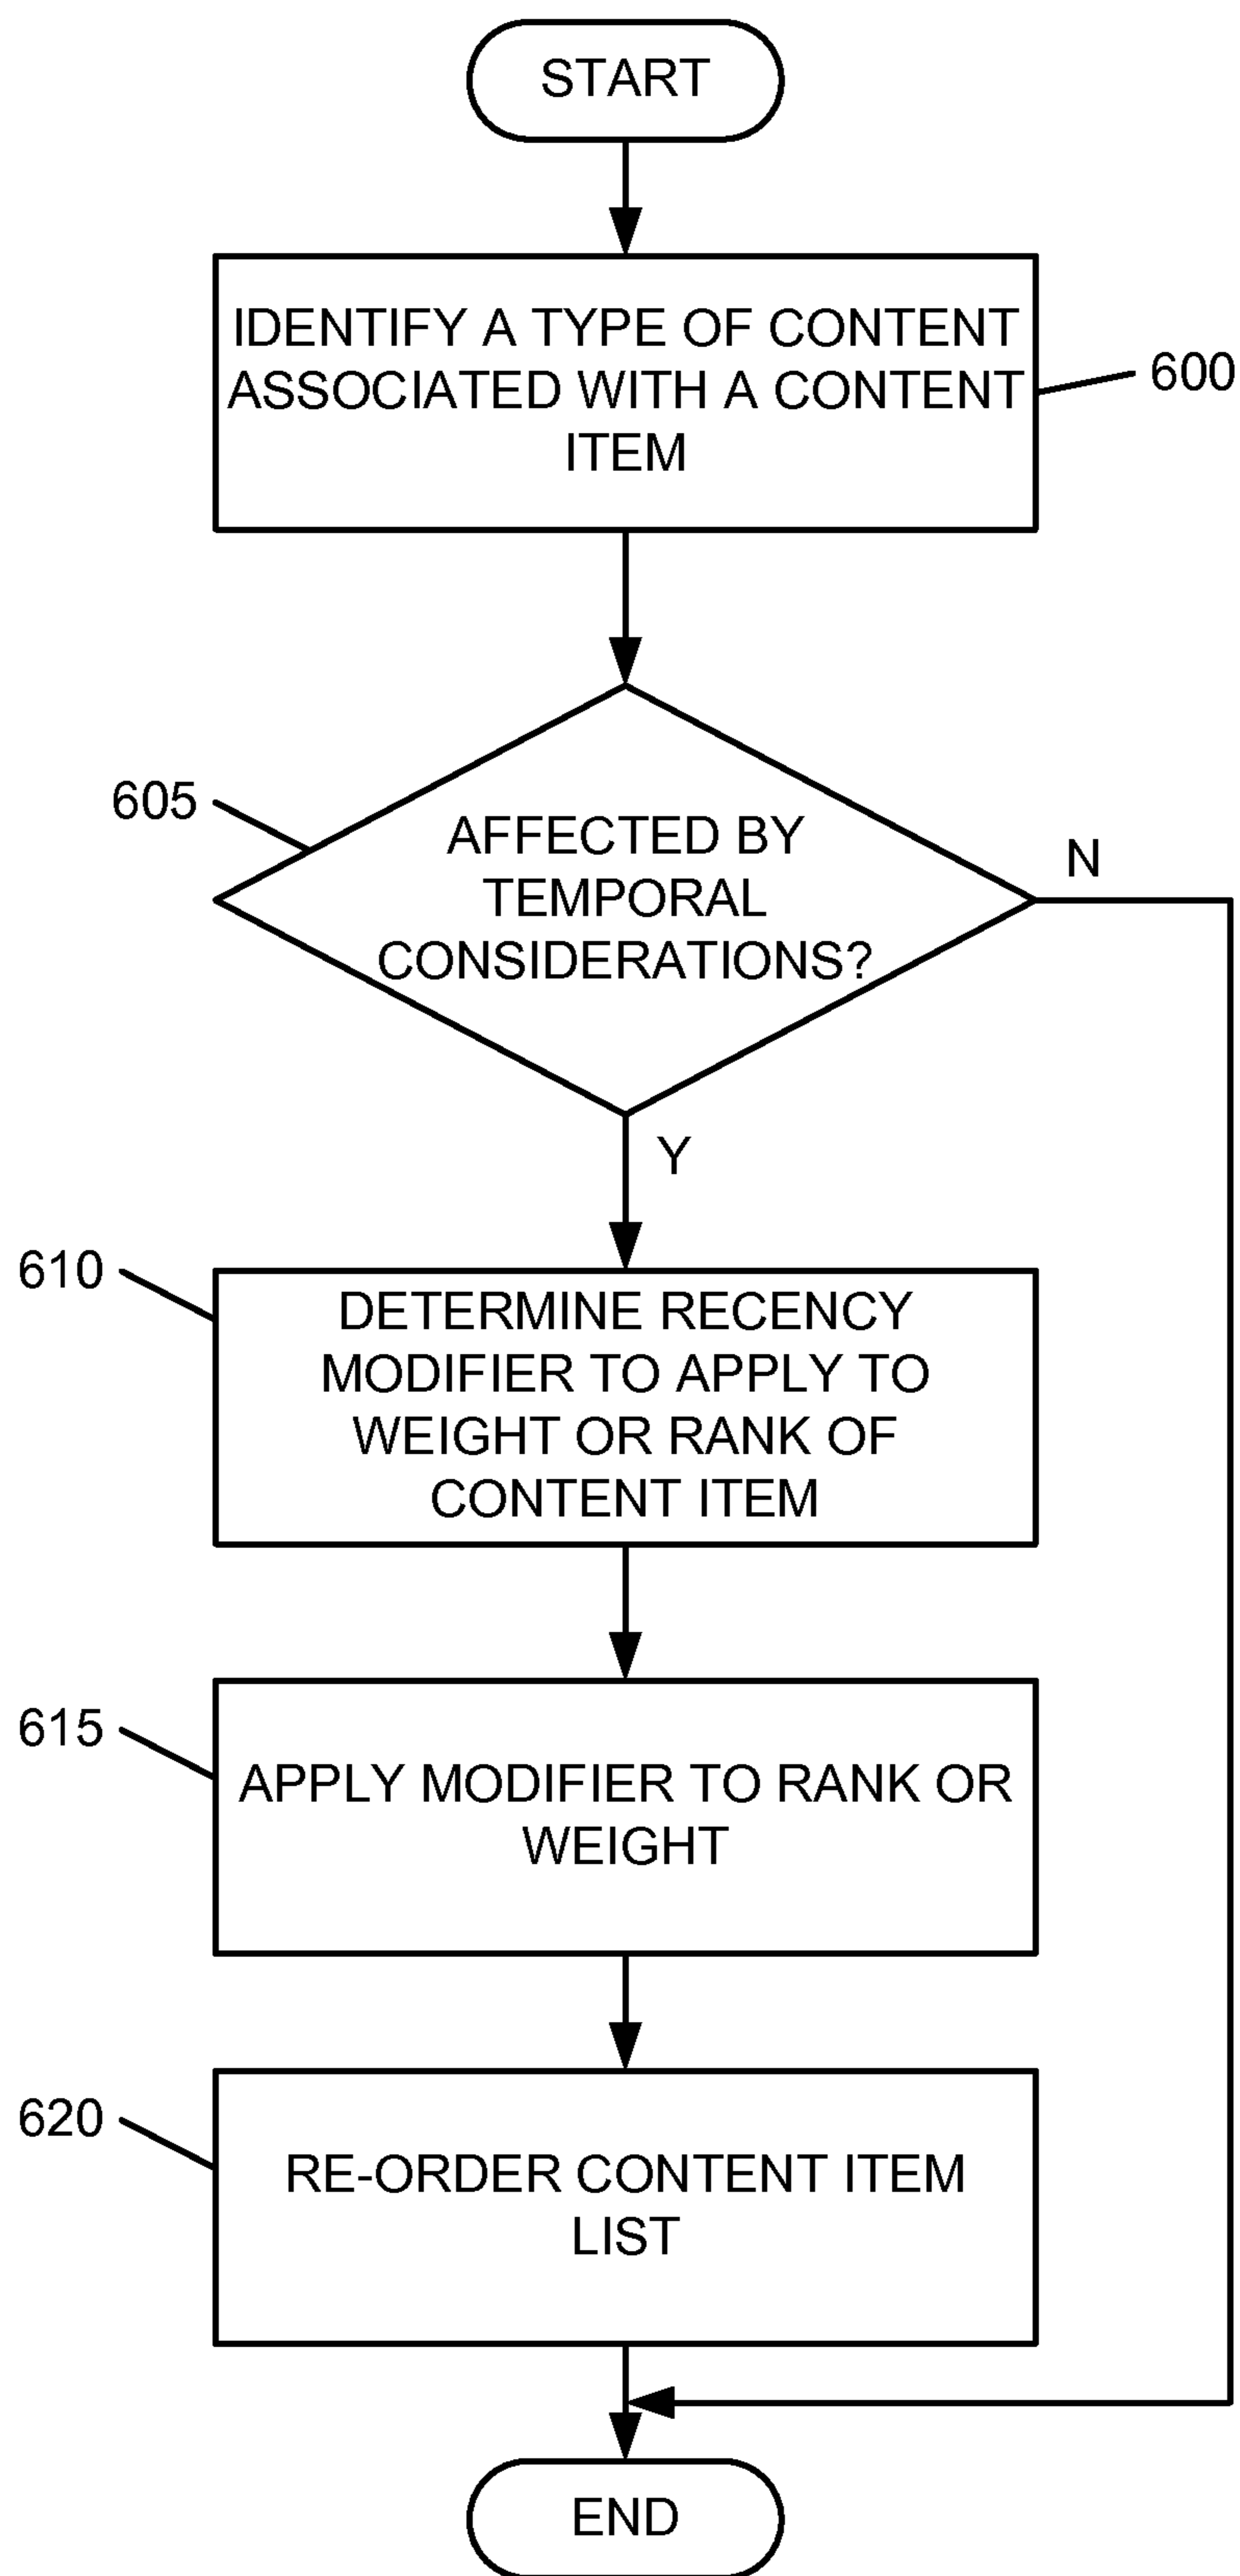 START
IDENTIFY A TYPE OF CONTENT
ASSOCIATED WITH A CONTENT
ITEM
600
605
AFFECTED BY
TEMPORAL
CONSIDERATIONS?
N
Y
610
DETERMINE RECENCY
MODIFIER TO APPLY TO
WEIGHT OR RANK OF
CONTENT ITEM
615
APPLY MODIFIER TO RANK OR
WEIGHT
620
RE-ORDER CONTENT ITEM
LIST
END